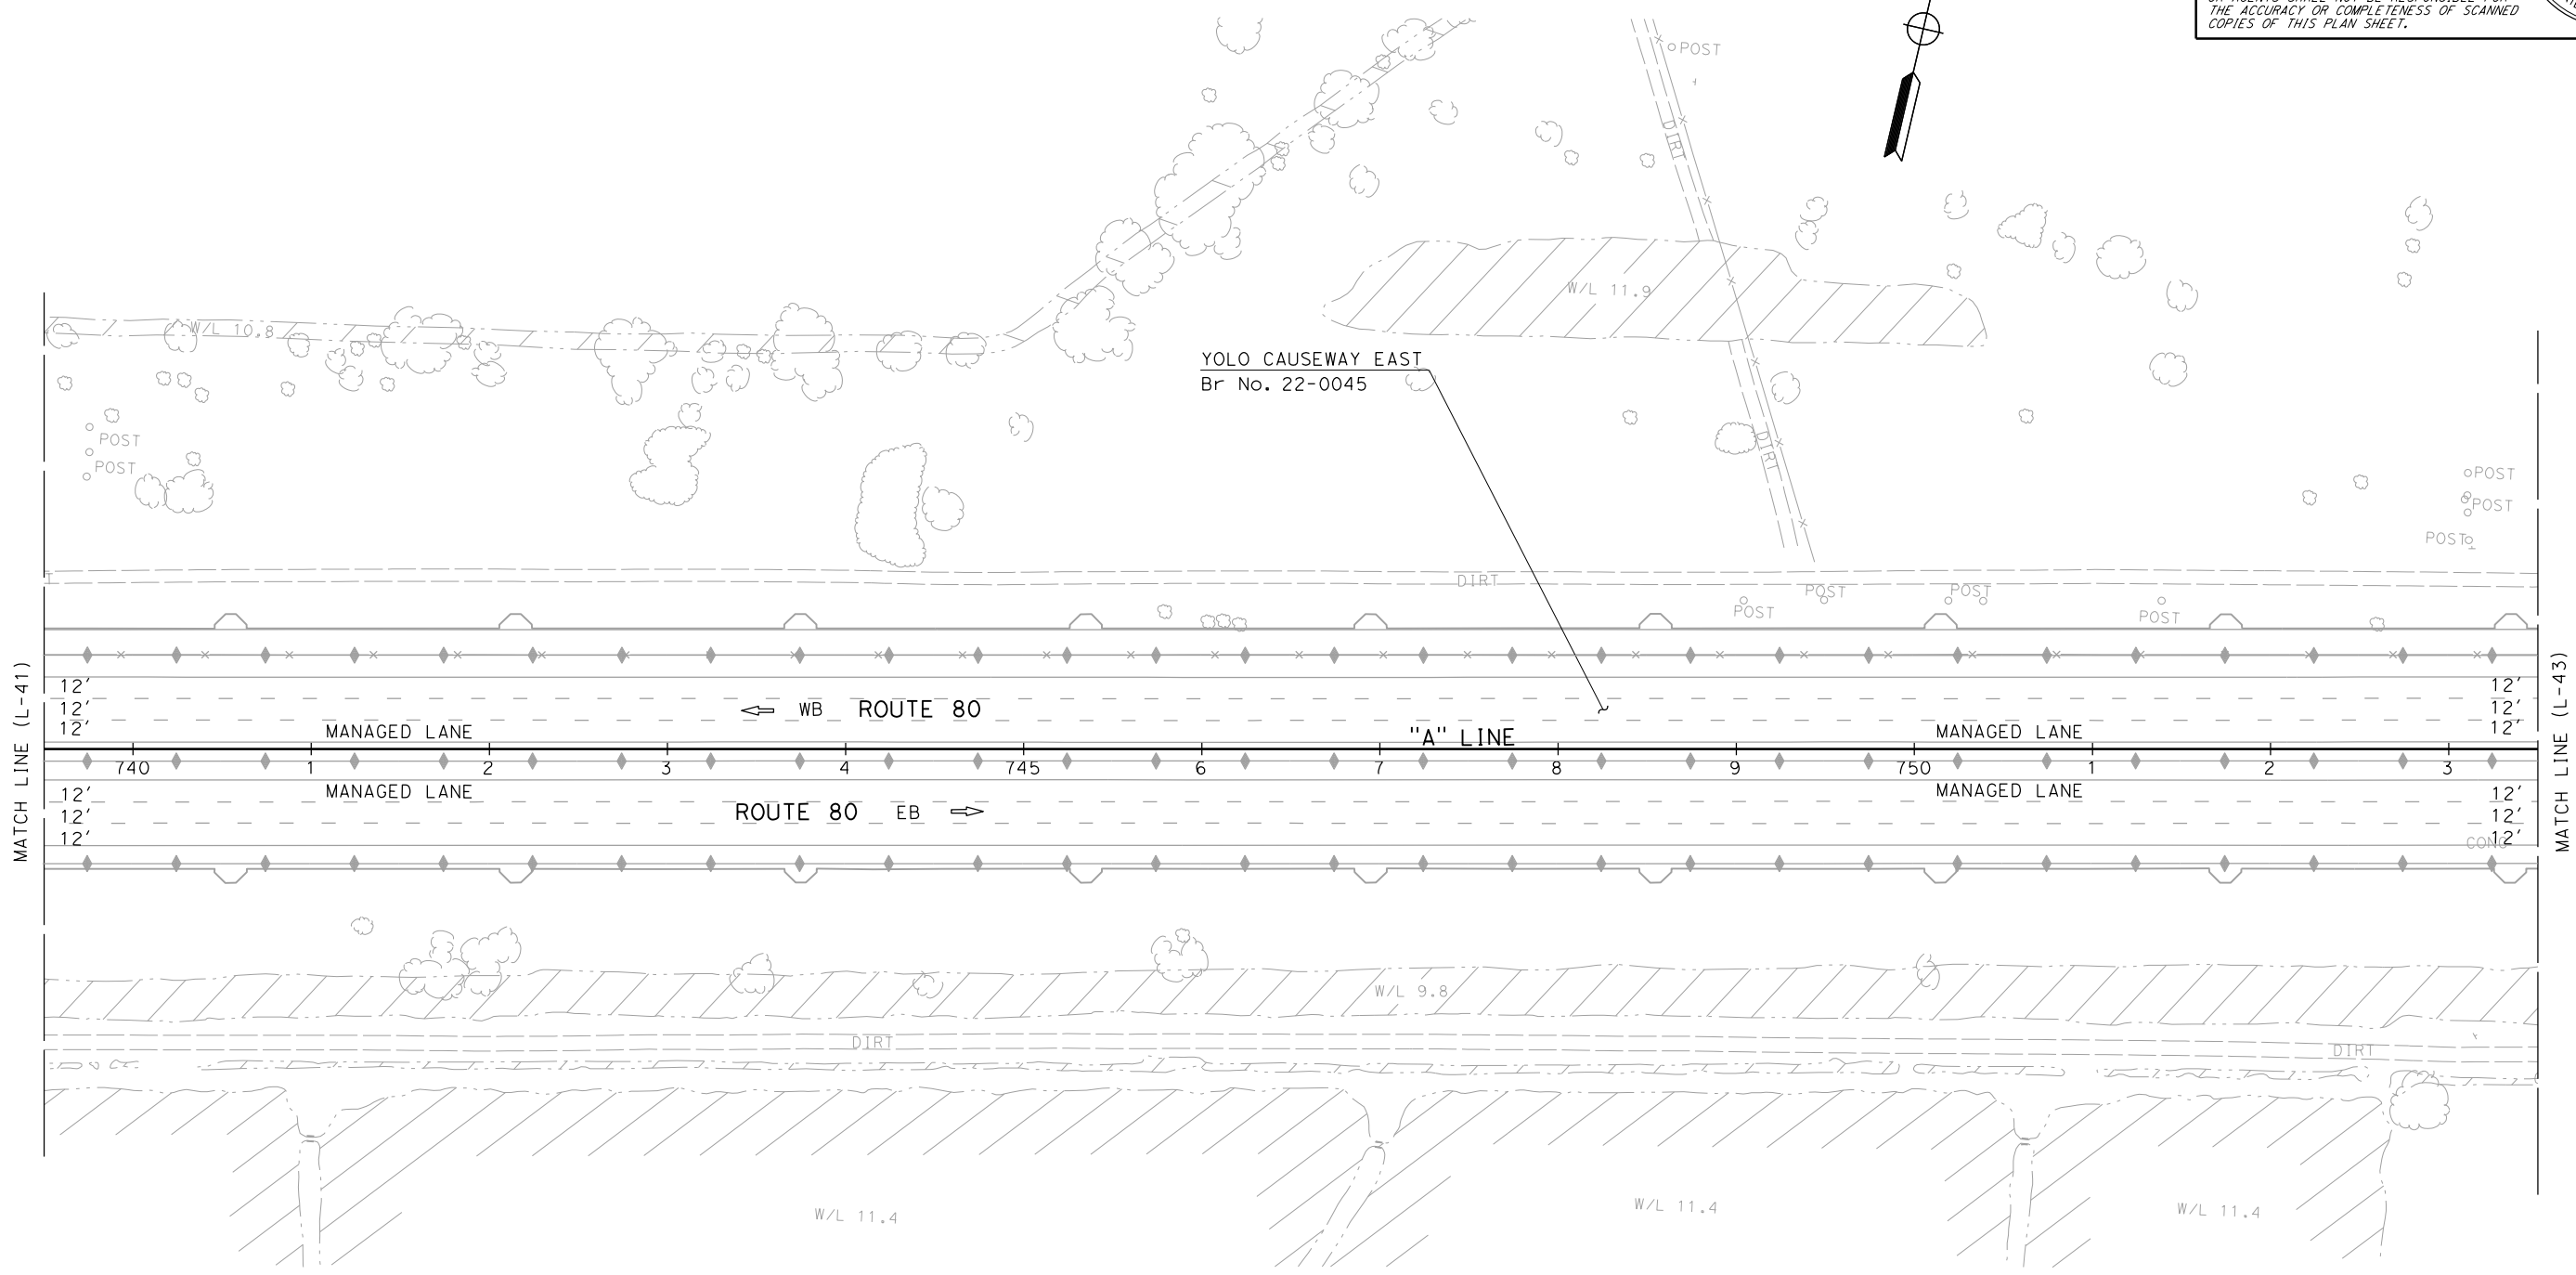 THE ACCURACY OR COMPLETENESS OF SCANNED
COPIES OF THIS PLAN SHEET.
POST
DIRT
W/L 11.9
W/L 10.8
YOLO CAUSEWAY EAST
Br No. 22-0045
POST
POST
DIRT
POST
POST
POST
DIRT
POST
POST
POST
POST
MATCH LINE (L-41)
MATCH LINE (L-43)
12'
12'
12'
12'
12'
12'
WB ROUTE 80
MANAGED LANE
"A" LINE
MANAGED LANE
740 1 2 3 4 745 6 7 8 9 750 1 2 3
MANAGED LANE
MANAGED LANE
12'
12'
12'
12'
12'
12'
ROUTE 80 EB
CONC
W/L 9.8
DIRT
DIRT
W/L 11.4
W/L 11.4
W/L 11.4